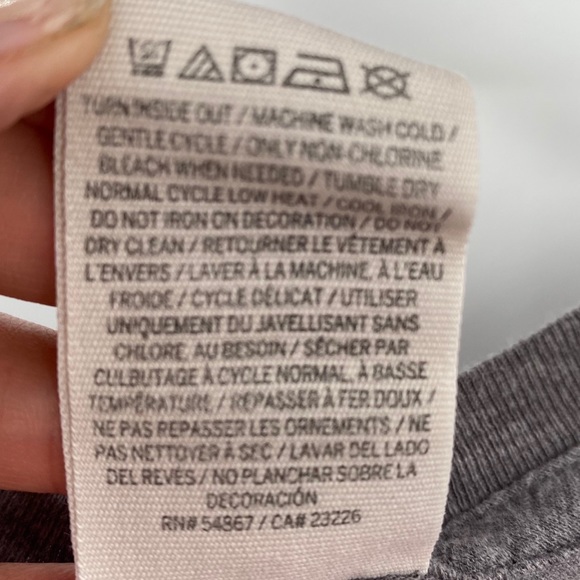 TURN INSIDE OUT / MACHINE WASH COLD /
GENTLE CYCLE / ONLY NON-CHLORINE
BLEACH WHEN NEEDED / TUMBLE DRY
NORMAL CYCLE LOW HEAT / COOL IRON /
DO NOT IRON ON DECORATION / DO NOT
DRY CLEAN / RETOURNER LE VÊTEMENT À
L'ENVERS / LAVER À LA MACHINE, À L'EAU
FROIDE / CYCLE DÉLICAT / UTILISER
UNIQUEMENT DU JAVELLISANT SANS
CHLORE, AU BESOIN / SÉCHER PAR
CULBUTAGE À CYCLE NORMAL, À BASSE
TEMPÉRATURE / REPASSER À FER DOUX /
NE PAS REPASSER LES ORNEMENTS / NE
PAS NETTOYER À SEC / LAVAR DEL LADO
DEL REVES / NO PLANCHAR SOBRE LA
DECORACIÓN
RN# 54867 / CA# 23226